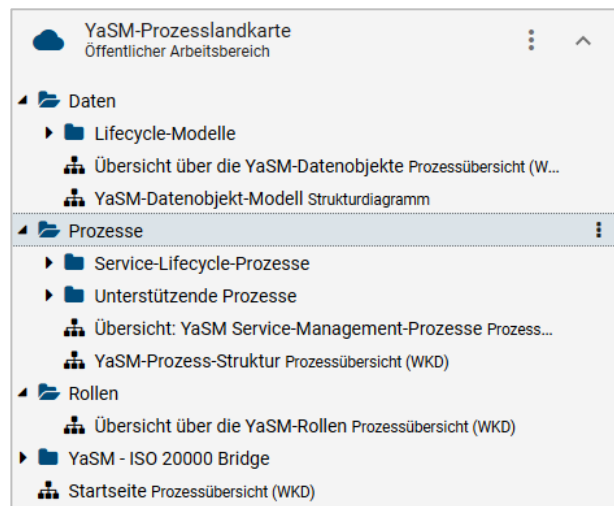 YaSM-Prozesslandkarte
Öffentlicher Arbeitsbereich
Daten
Lifecycle-Modelle
Übersicht über die YaSM-Datenobjekte Prozessübersicht (W...
YaSM-Datenobjekt-Modell Strukturdiagramm
Prozesse
Service-Lifecycle-Prozesse
Unterstützende Prozesse
Übersicht: YaSM Service-Management-Prozesse Prozess...
YaSM-Prozess-Struktur Prozessübersicht (WKD)
Rollen
Übersicht über die YaSM-Rollen Prozessübersicht (WKD)
YaSM - ISO 20000 Bridge
Startseite Prozessübersicht (WKD)